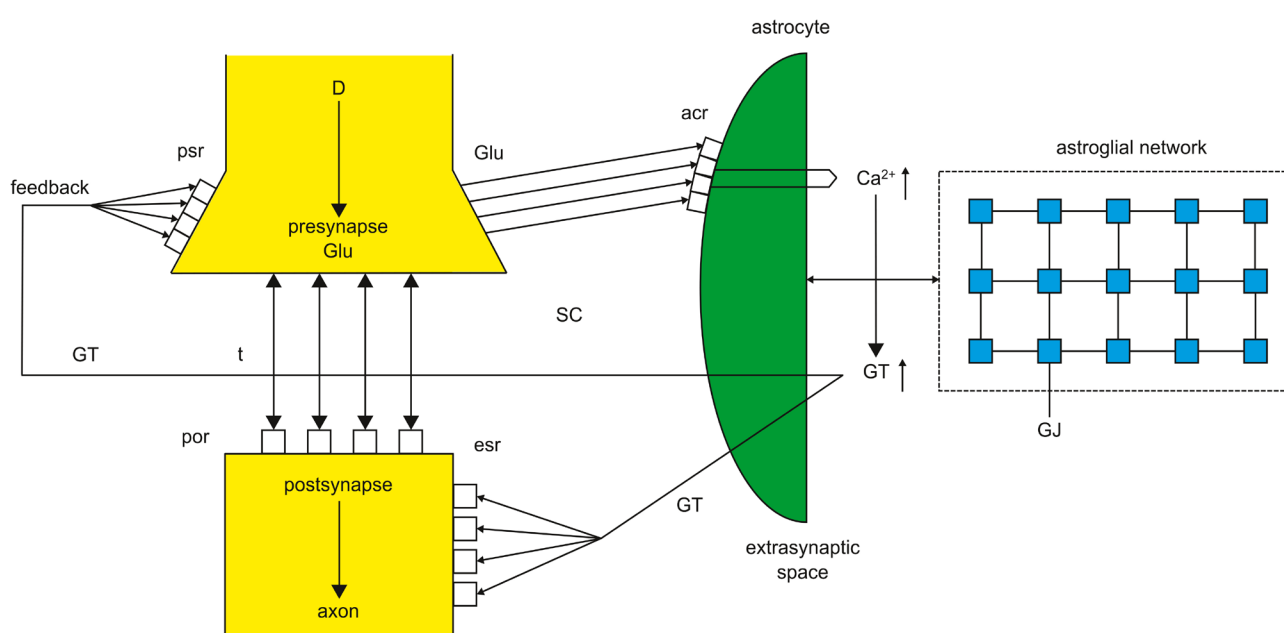 astrocyte
D
acr
psr
Glu
astroglial network
feedback
Ca²⁺
presynapse
Glu
SC
GT
t
GT
GJ
por
esr
postsynapse
GT
extrasynaptic
space
axon